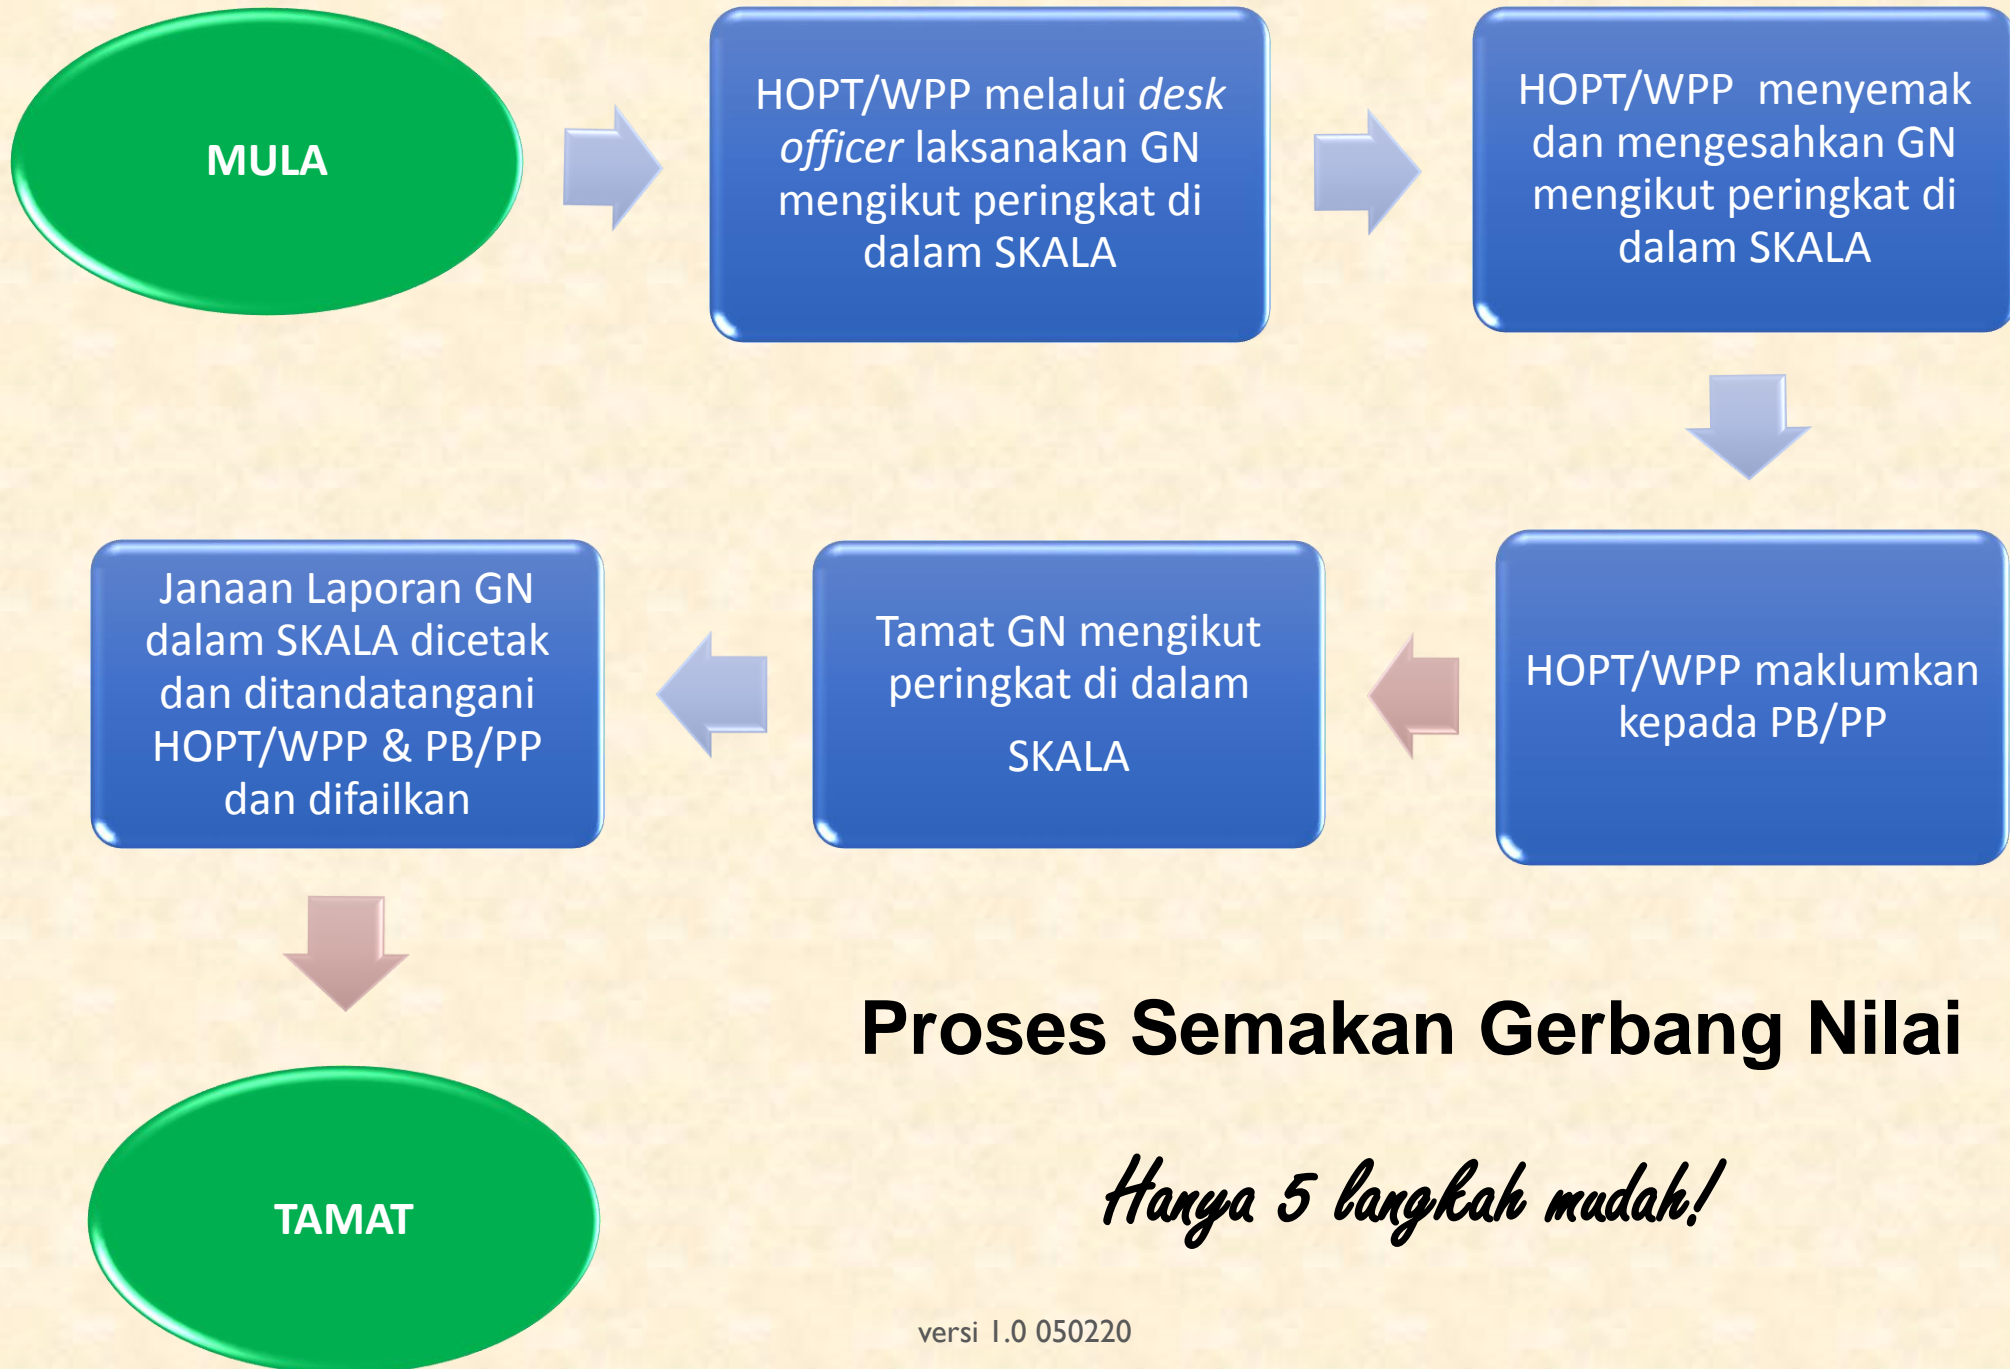 MULA
HOPT/WPP melalui desk
officer laksanakan GN
mengikut peringkat di
dalam SKALA
HOPT/WPP  menyemak
dan mengesahkan GN
mengikut peringkat di
dalam SKALA
HOPT/WPP maklumkan
kepada PB/PP
Tamat GN mengikut
peringkat di dalam
SKALA
Janaan Laporan GN
dalam SKALA dicetak
dan ditandatangani
HOPT/WPP & PB/PP
dan difailkan
TAMAT
Proses Semakan Gerbang Nilai
Hanya 5 langkah mudah!
versi 1.0 050220